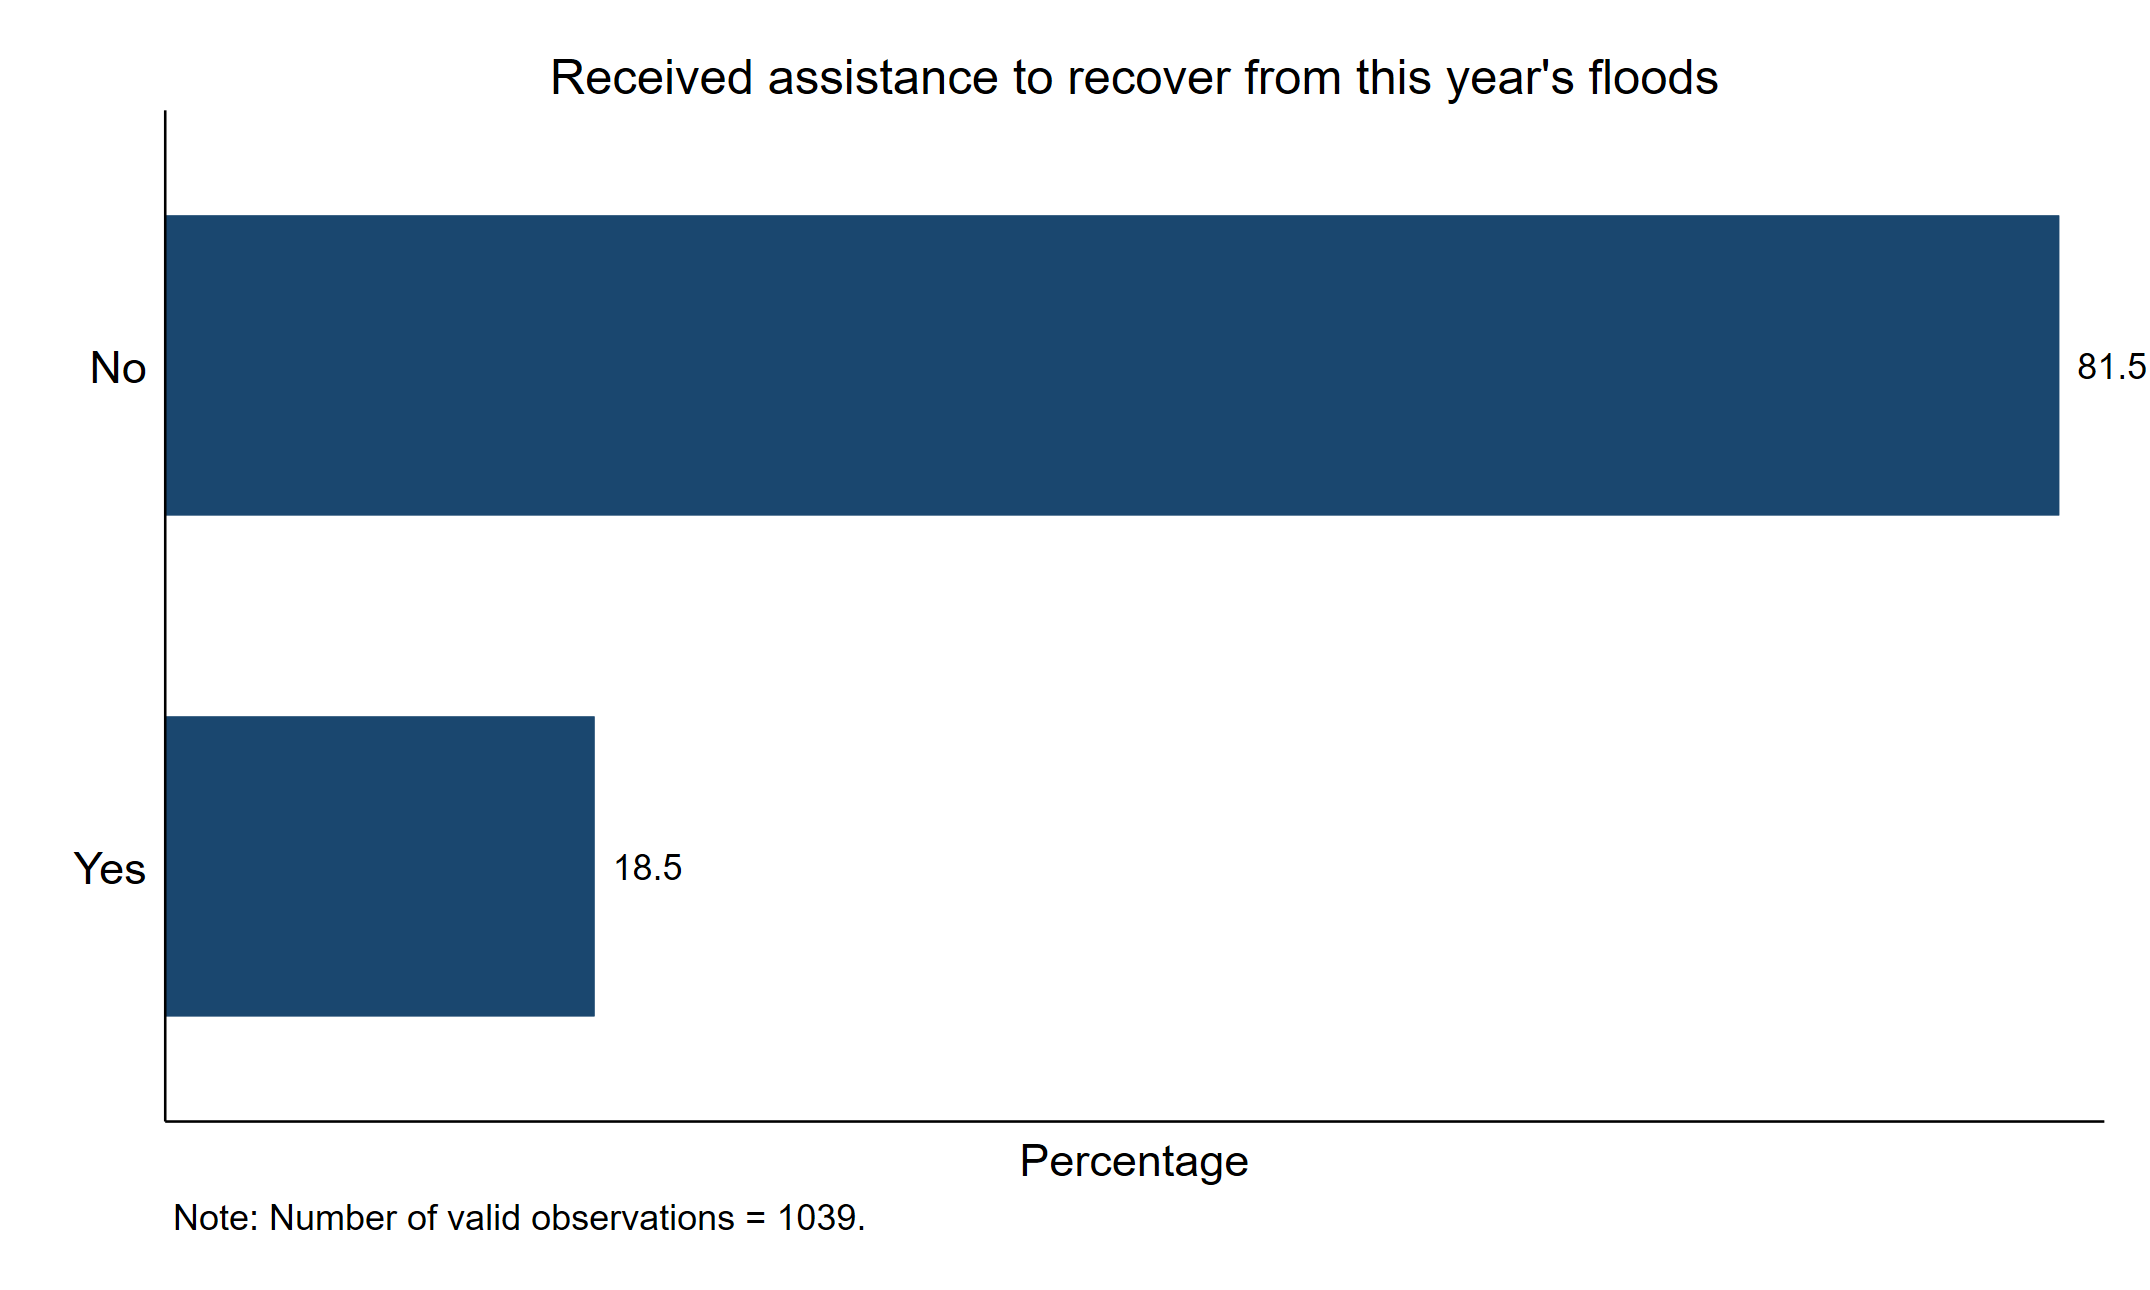 Received assistance to recover from this year's floods
No
81.5
Yes
18.5
Percentage
Note: Number of valid observations = 1039.